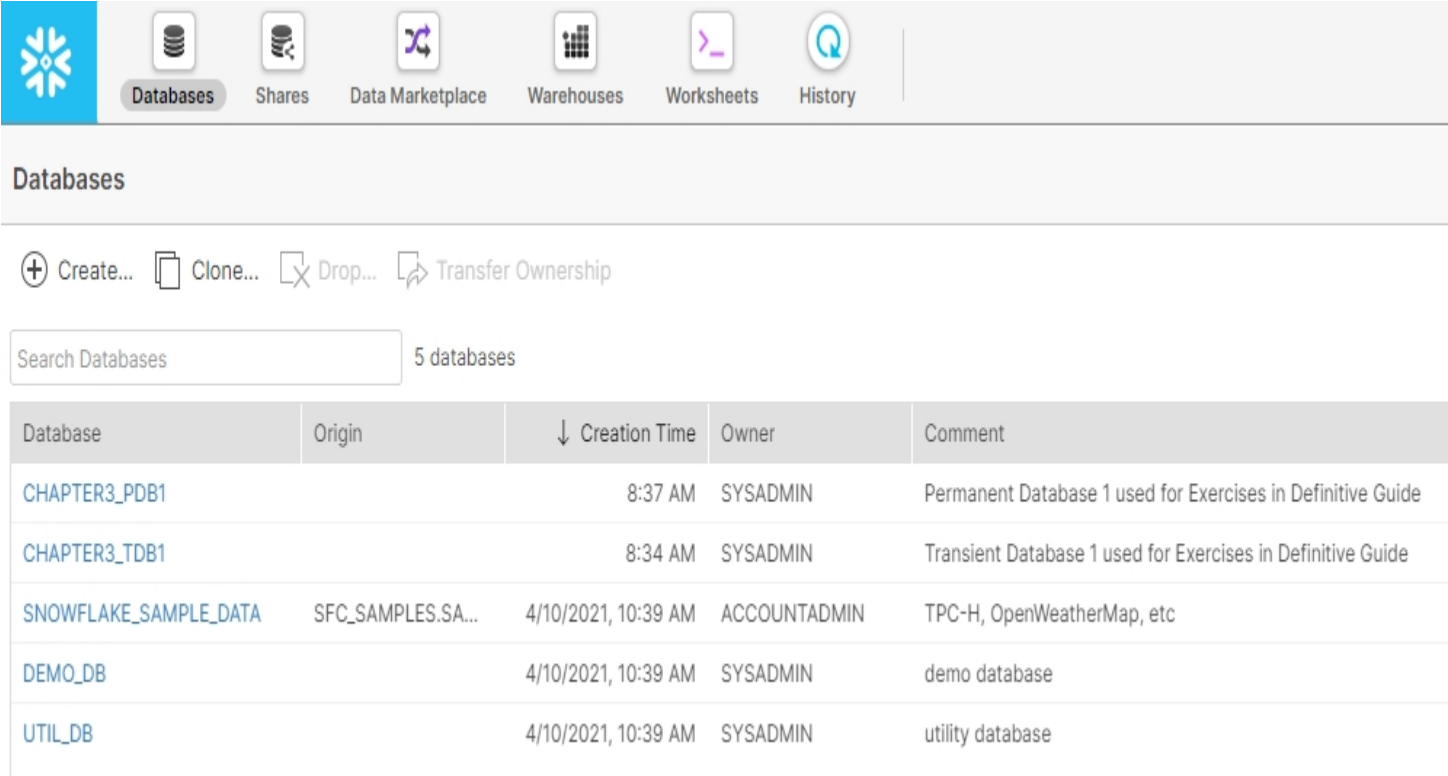 Databases Shares Data Marketplace Warehouses Worksheets History
Databases
Create... Clone... Drop... Transfer Ownership
Search Databases 5 databases
Database Origin ↓ Creation Time Owner Comment
CHAPTER3_PDB1 8:37 AM SYSADMIN Permanent Database 1 used for Exercises in Definitive Guide
CHAPTER3_TDB1 8:34 AM SYSADMIN Transient Database 1 used for Exercises in Definitive Guide
SNOWFLAKE_SAMPLE_DATA SFC_SAMPLES.SA... 4/10/2021, 10:39 AM ACCOUNTADMIN TPC-H, OpenWeatherMap, etc
DEMO_DB 4/10/2021, 10:39 AM SYSADMIN demo database
UTIL_DB 4/10/2021, 10:39 AM SYSADMIN utility database